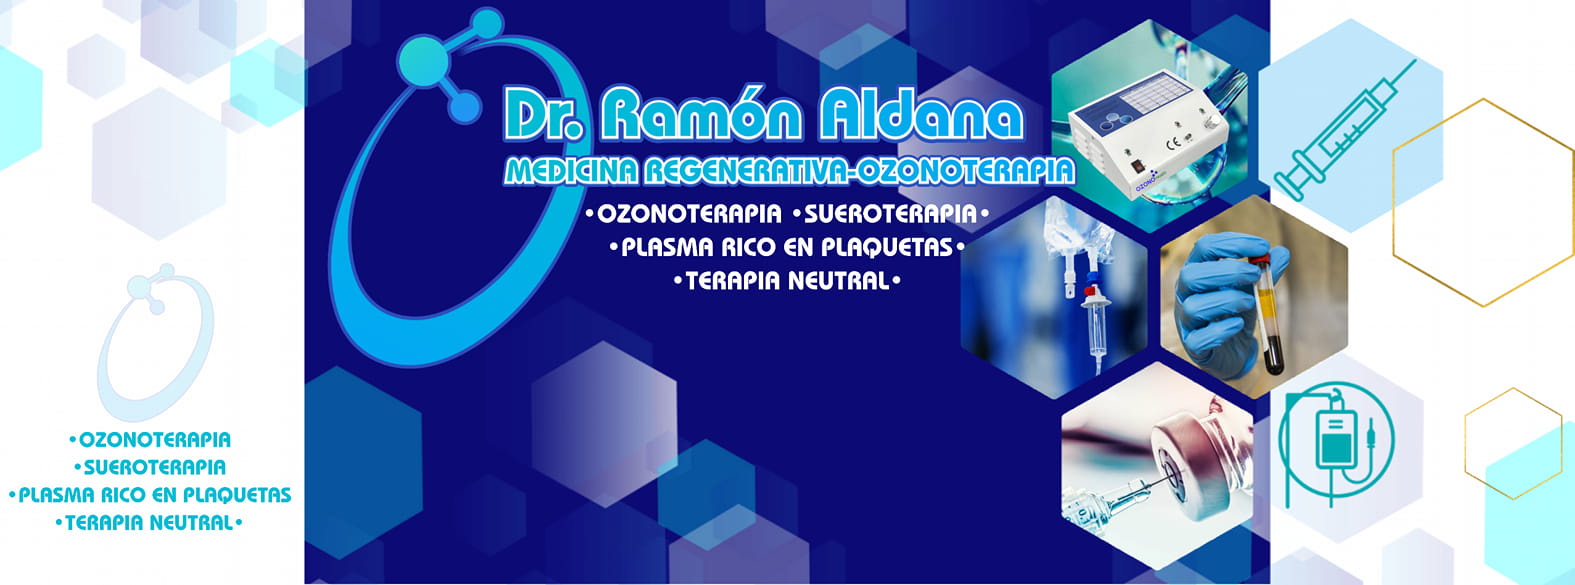 Dr. Ramón Aldana
MEDICINA REGENERATIVA-OZONOTERAPIA
•OZONOTERAPIA •SUEROTERAPIA•
•PLASMA RICO EN PLAQUETAS•
•TERAPIA NEUTRAL•
CE
•OZONOTERAPIA
•SUEROTERAPIA
•PLASMA RICO EN PLAQUETAS
•TERAPIA NEUTRAL•